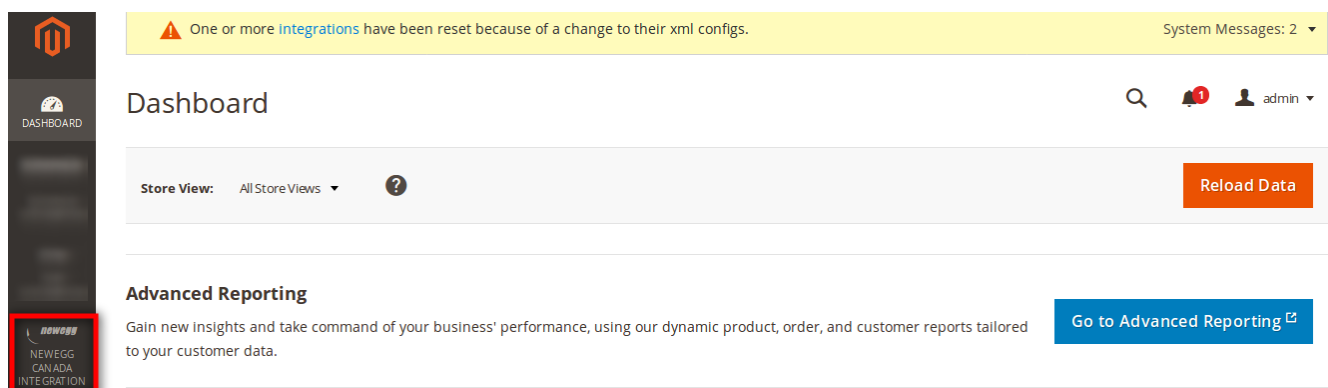 One or more integrations have been reset because of a change to their xml configs.
System Messages: 2
DASHBOARD
Dashboard
1
admin
Store View: All Store Views
?
Reload Data
Advanced Reporting
Gain new insights and take command of your business' performance, using our dynamic product, order, and customer reports tailored
to your customer data.
Go to Advanced Reporting
newegg
NEWEGG
CANADA
INTEGRATION